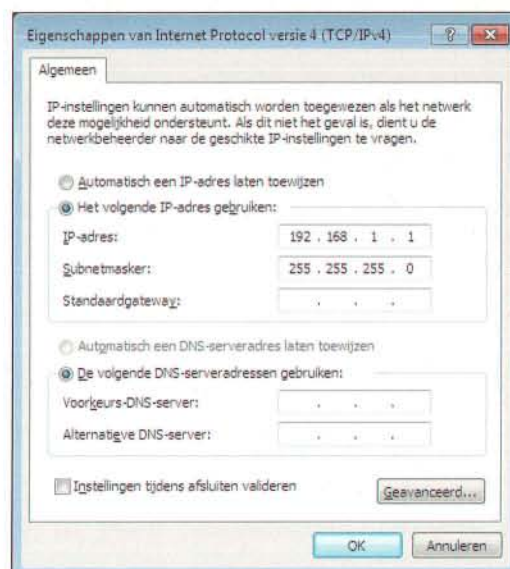 Eigenschappen van Internet Protocol versie 4 (TCP/IPv4)
Algemeen
IP-instellingen kunnen automatisch worden toegewezen als het netwerk
deze mogelijkheid ondersteunt. Als dit niet het geval is, dient u de
netwerkbeheerder naar de geschikte IP-instellingen te vragen.
Automatisch een IP-adres laten toewijzen
Het volgende IP-adres gebruiken:
IP-adres: 192 . 168 . 1 . 1
Subnetmasker: 255 . 255 . 255 . 0
Standaardgateway: . . .
Automatisch een DNS-serveradres laten toewijzen
De volgende DNS-serveradressen gebruiken:
Voorkeurs-DNS-server: . . .
Alternatieve DNS-server: . . .
Instellingen tijdens afsluiten valideren
Geavanceerd...
OK Annuleren